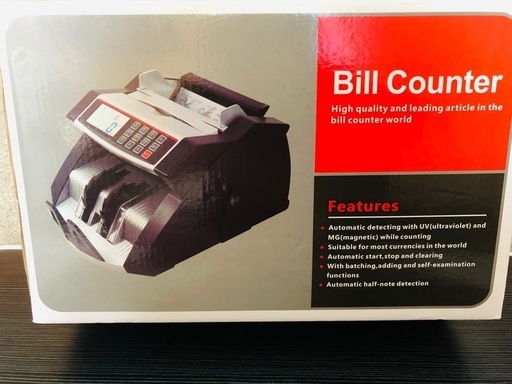 Bill Counter
High quality and leading article in the
bill counter world
Features
• Automatic detecting with UV(ultraviolet) and
MG(magnetic) while counting
• Suitable for most currencies in the world
• Automatic start,stop and clearing
• With batching,adding and self-examination
functions
• Automatic half-note detection